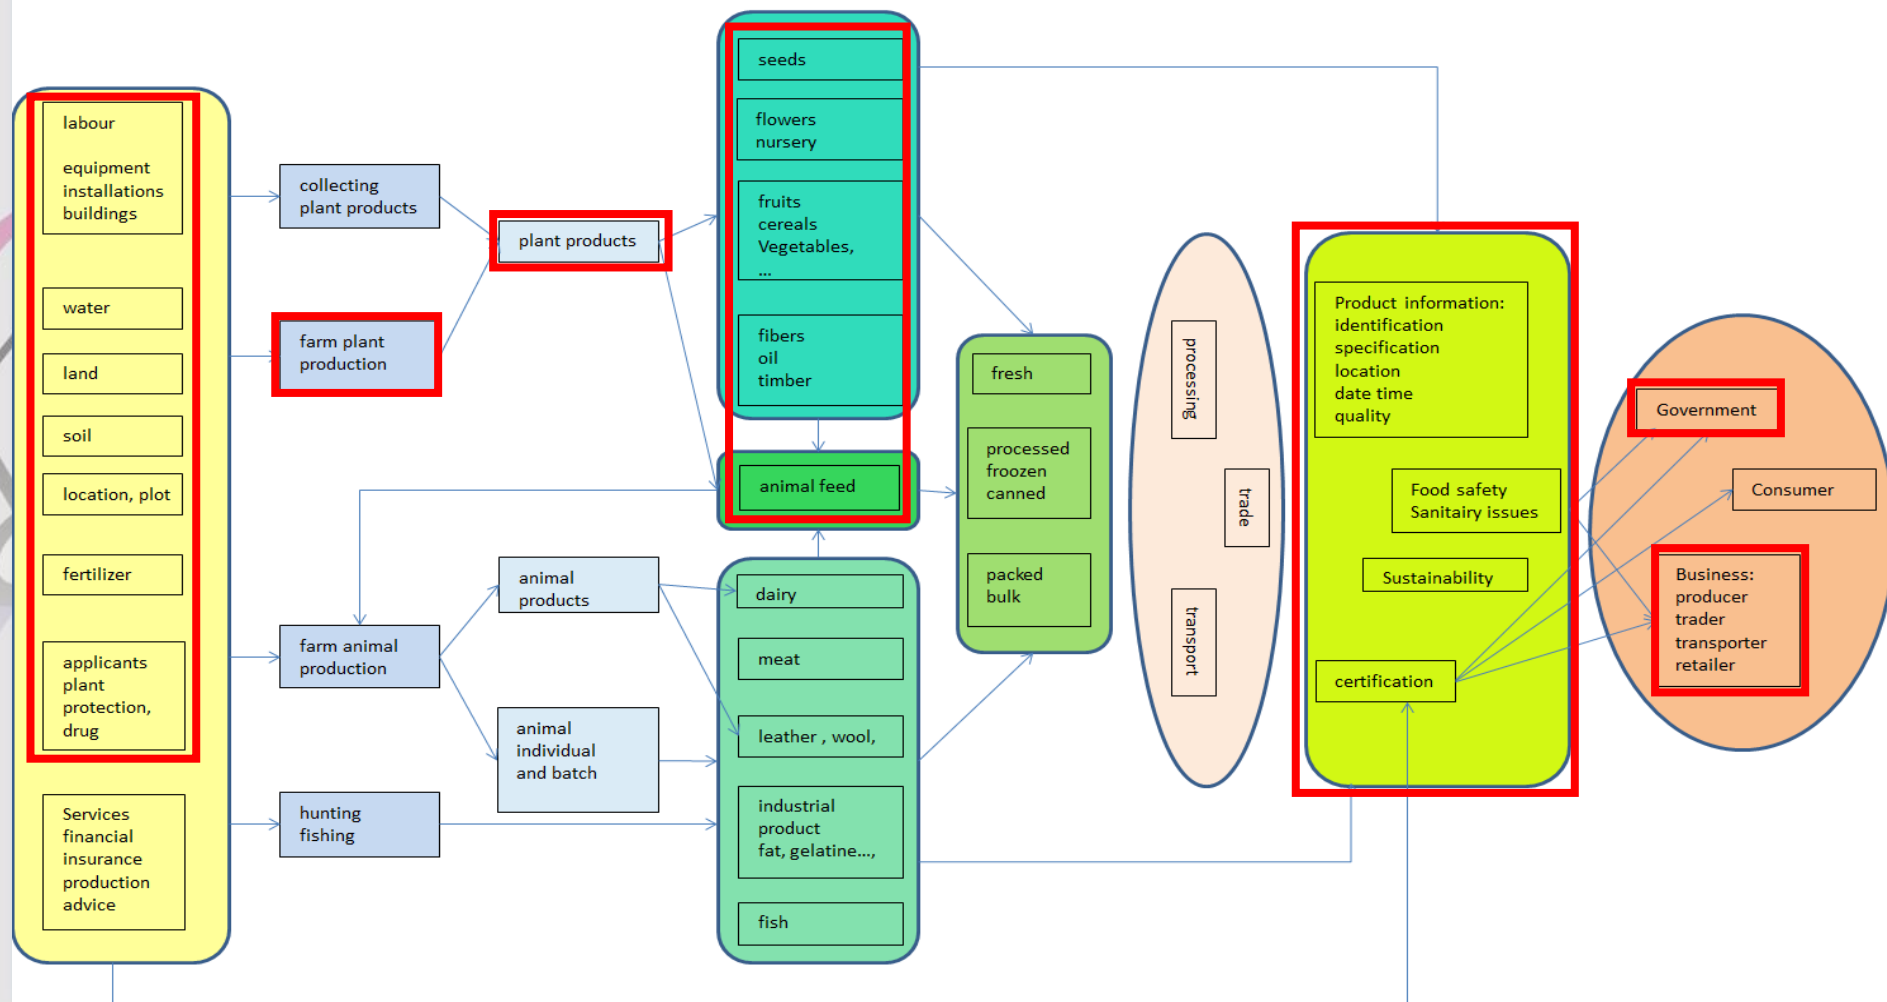 labour
equipment
installations
buildings
water
land
soil
location, plot
fertilizer
applicants
plant
protection,
drug
Services
financial
insurance
production
advice
collecting
plant products
farm plant
production
farm animal
production
hunting
fishing
plant products
animal
products
animal
individual
and batch
seeds
flowers
nursery
fruits
cereals
Vegetables,
...
fibers
oil
timber
animal feed
dairy
meat
leather , wool,
industrial
product
fat, gelatine...,
fish
fresh
processed
froozen
canned
packed
bulk
processing
trade
transport
Product information:
identification
specification
location
date time
quality
Food safety
Sanitairy issues
Sustainability
certification
Government
Consumer
Business:
producer
trader
transporter
retailer